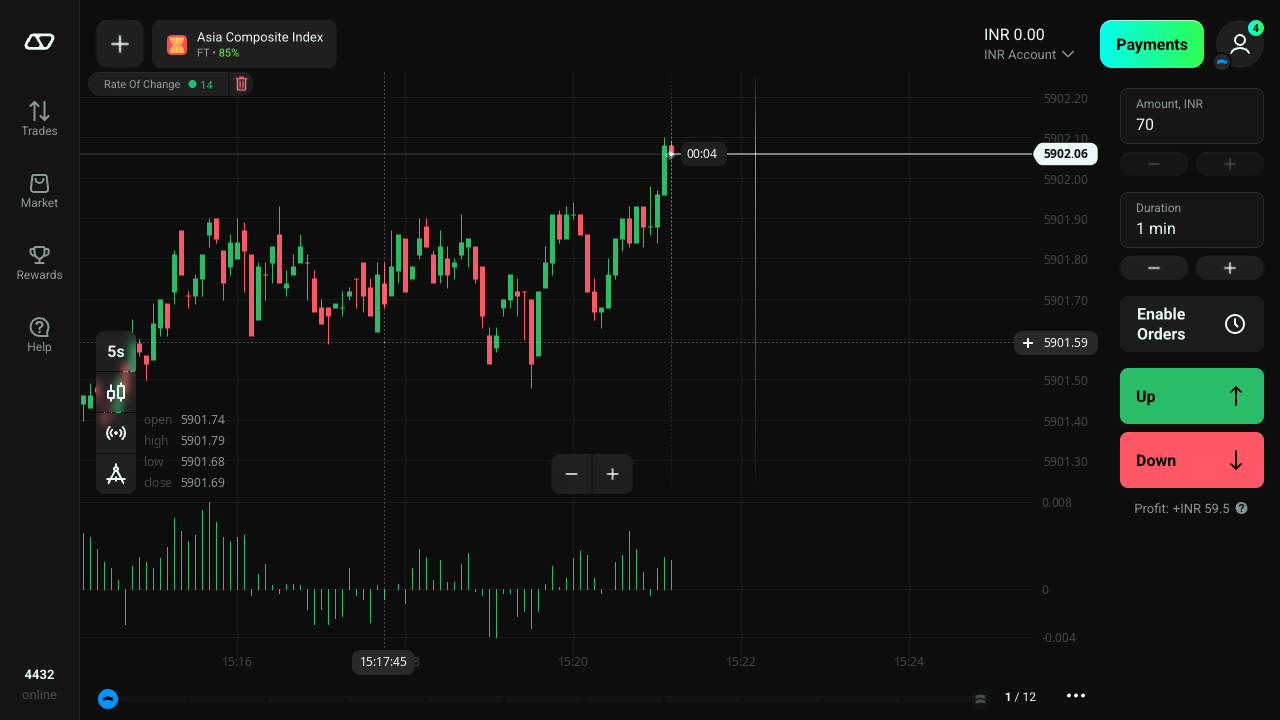 Asia Composite Index
FT • 85%
INR 0.00
INR Account
Payments
4
Rate Of Change 14
Trades
Market
Rewards
Help
4432
online
5902.20
5902.10
5902.06
5902.00
5901.90
5901.80
5901.70
5901.59
5901.50
5901.40
5901.30
0.008
0
-0.004
00:04
5s
open 5901.74
high 5901.79
low 5901.68
close 5901.69
15:16
15:17:45
15:20
15:22
15:24
1 / 12
Amount, INR
70
Duration
1 min
Enable
Orders
Up
Down
Profit: +INR 59.5